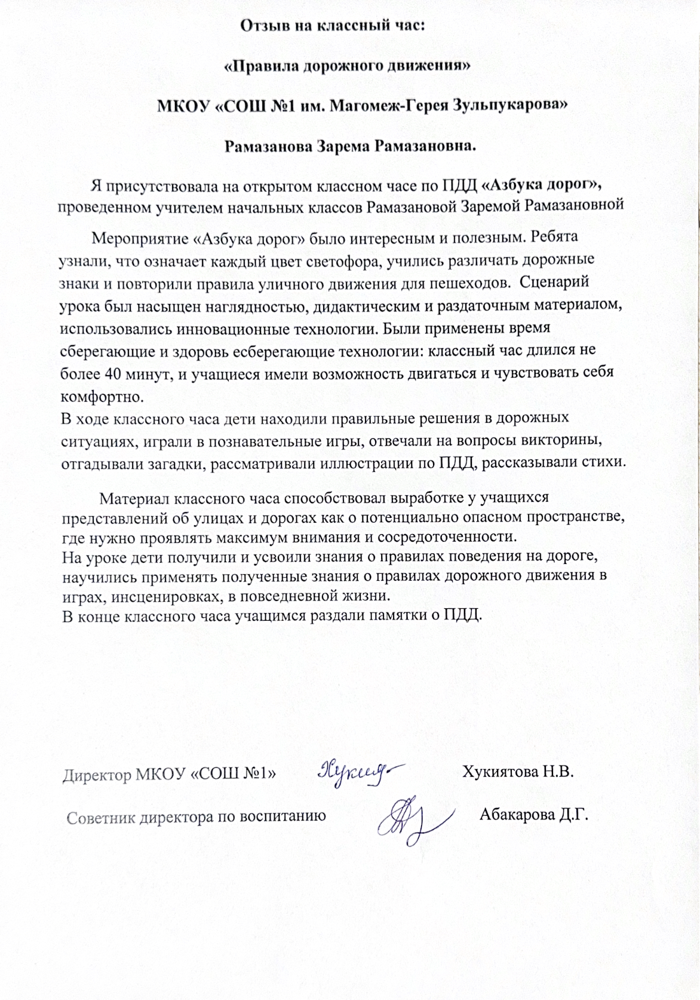 Отзыв на классный час:
«Правила дорожного движения»
МКОУ «СОШ №1 им. Магомеж-Герея Зульпукарова»
Рамазанова Зарема Рамазановна.
Я присутствовала на открытом классном часе по ПДД «Азбука дорог»,
проведенном учителем начальных классов Рамазановой Заремой Рамазановной
Мероприятие «Азбука дорог» было интересным и полезным. Ребята
узнали, что означает каждый цвет светофора, учились различать дорожные
знаки и повторили правила уличного движения для пешеходов. Сценарий
урока был насыщен наглядностью, дидактическим и раздаточным материалом,
использовались инновационные технологии. Были применены время
сберегающие и здоровь есберегающие технологии: классный час длился не
более 40 минут, и учащиеся имели возможность двигаться и чувствовать себя
комфортно.
В ходе классного часа дети находили правильные решения в дорожных
ситуациях, играли в познавательные игры, отвечали на вопросы викторины,
отгадывали загадки, рассматривали иллюстрации по ПДД, рассказывали стихи.
Материал классного часа способствовал выработке у учащихся
представлений об улицах и дорогах как о потенциально опасном пространстве,
где нужно проявлять максимум внимания и сосредоточенности.
На уроке дети получили и усвоили знания о правилах поведения на дороге,
научились применять полученные знания о правилах дорожного движения в
играх, инсценировках, в повседневной жизни.
В конце классного часа учащимся раздали памятки о ПДД.
Директор МКОУ «СОШ №1» Хукиятова Н.В.
Советник директора по воспитанию Абакарова Д.Г.